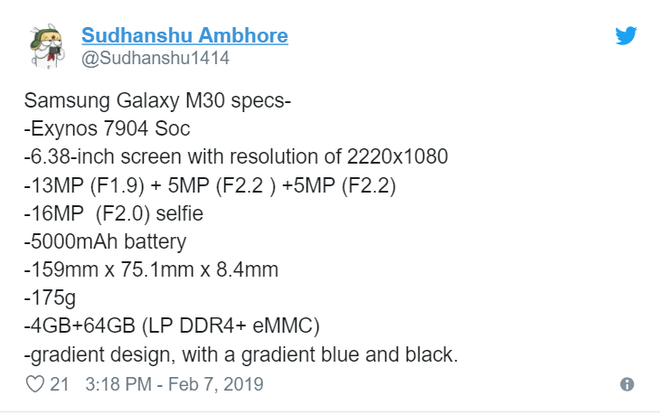 Sudhanshu Ambhore
@Sudhanshu1414
Samsung Galaxy M30 specs-
-Exynos 7904 Soc
-6.38-inch screen with resolution of 2220x1080
-13MP (F1.9) + 5MP (F2.2 ) +5MP (F2.2)
-16MP  (F2.0) selfie
-5000mAh battery
-159mm x 75.1mm x 8.4mm
-175g
-4GB+64GB (LP DDR4+ eMMC)
-gradient design, with a gradient blue and black.
21 3:18 PM - Feb 7, 2019